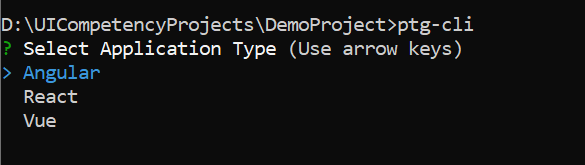 D:\UICompetencyProjects\DemoProject>ptg-cli
? Select Application Type (Use arrow keys)
> Angular
React
Vue